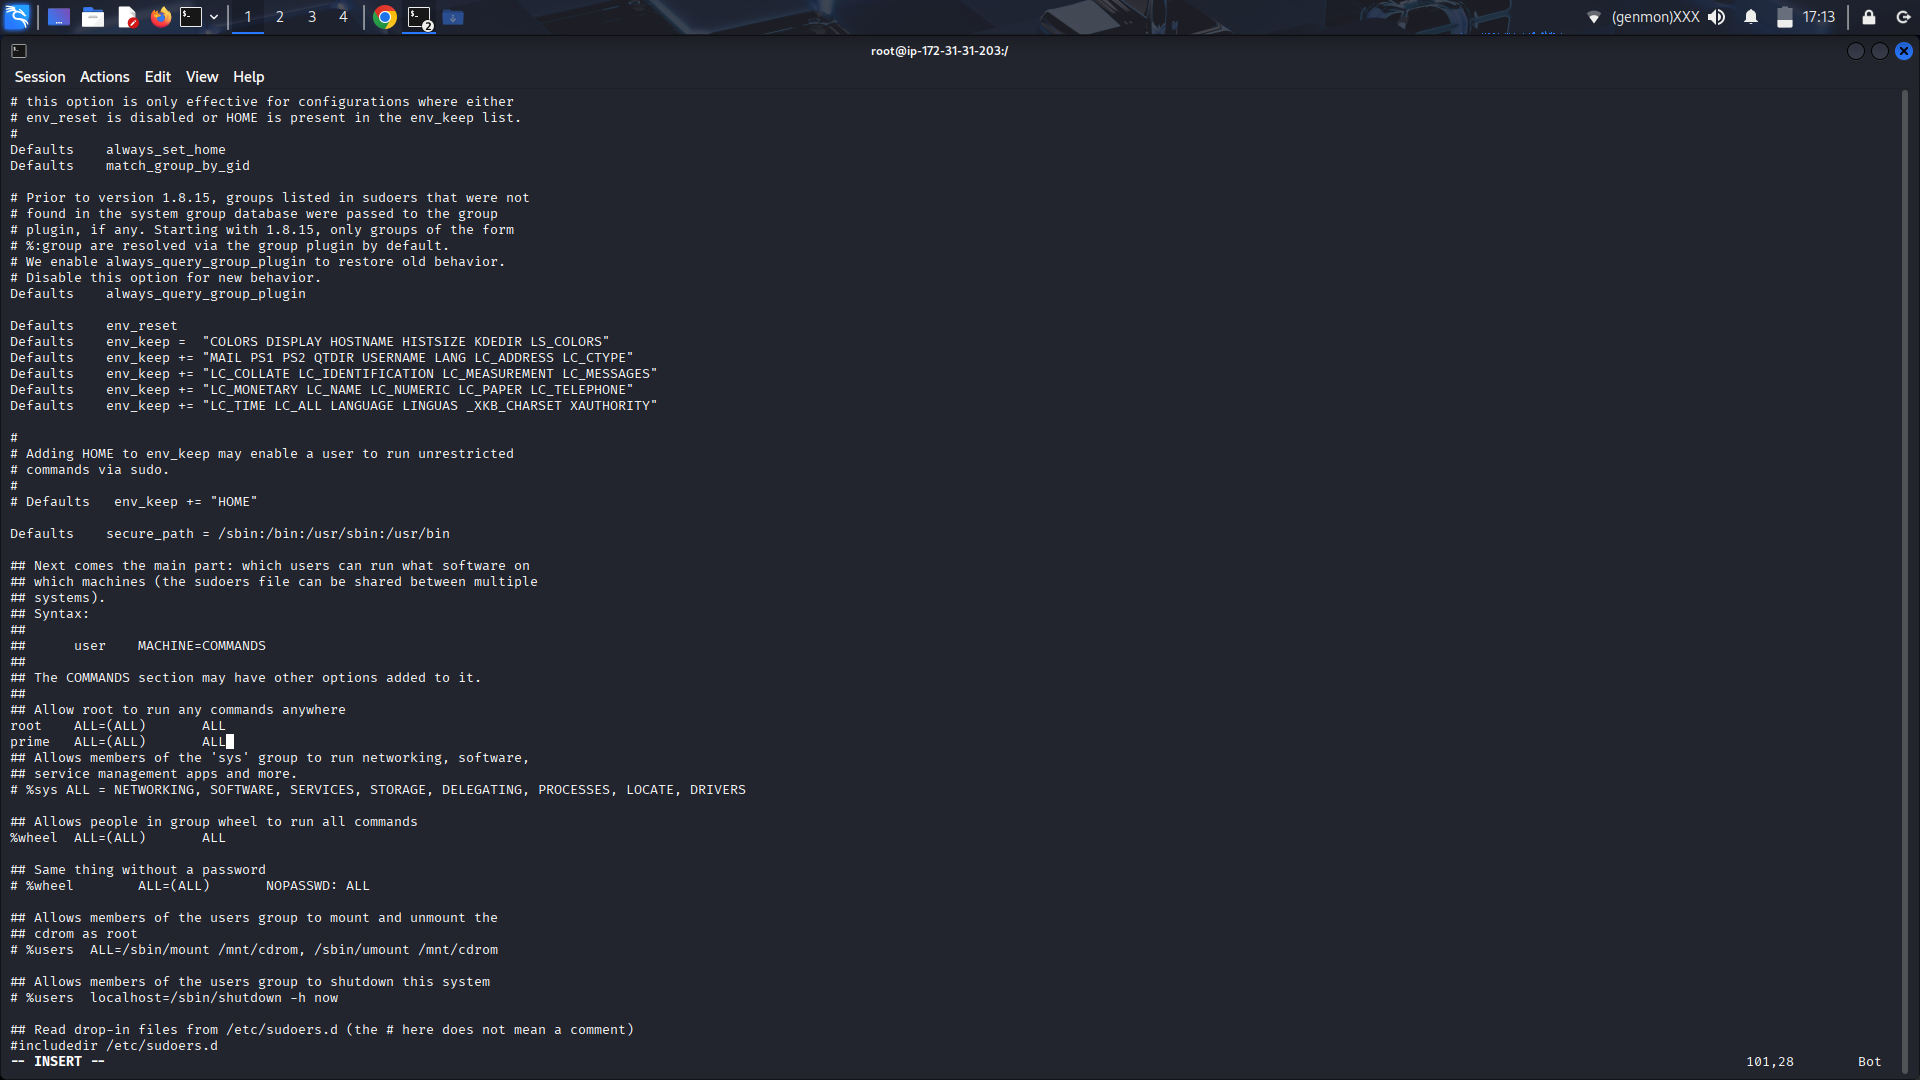 1 2 3 4 2 (genmon)XXX 17:13
root@ip-172-31-31-203:/
Session Actions Edit View Help
# this option is only effective for configurations where either
# env_reset is disabled or HOME is present in the env_keep list.
#
Defaults    always_set_home
Defaults    match_group_by_gid
# Prior to version 1.8.15, groups listed in sudoers that were not
# found in the system group database were passed to the group
# plugin, if any. Starting with 1.8.15, only groups of the form
# %:group are resolved via the group plugin by default.
# We enable always_query_group_plugin to restore old behavior.
# Disable this option for new behavior.
Defaults    always_query_group_plugin
Defaults    env_reset
Defaults    env_keep =  "COLORS DISPLAY HOSTNAME HISTSIZE KDEDIR LS_COLORS"
Defaults    env_keep += "MAIL PS1 PS2 QTDIR USERNAME LANG LC_ADDRESS LC_CTYPE"
Defaults    env_keep += "LC_COLLATE LC_IDENTIFICATION LC_MEASUREMENT LC_MESSAGES"
Defaults    env_keep += "LC_MONETARY LC_NAME LC_NUMERIC LC_PAPER LC_TELEPHONE"
Defaults    env_keep += "LC_TIME LC_ALL LANGUAGE LINGUAS _XKB_CHARSET XAUTHORITY"
#
# Adding HOME to env_keep may enable a user to run unrestricted
# commands via sudo.
#
# Defaults   env_keep += "HOME"
Defaults    secure_path = /sbin:/bin:/usr/sbin:/usr/bin
## Next comes the main part: which users can run what software on
## which machines (the sudoers file can be shared between multiple
## systems).
## Syntax:
##
##      user    MACHINE=COMMANDS
##
## The COMMANDS section may have other options added to it.
##
## Allow root to run any commands anywhere
root    ALL=(ALL)       ALL
prime   ALL=(ALL)       ALL
## Allows members of the 'sys' group to run networking, software,
## service management apps and more.
# %sys ALL = NETWORKING, SOFTWARE, SERVICES, STORAGE, DELEGATING, PROCESSES, LOCATE, DRIVERS
## Allows people in group wheel to run all commands
%wheel  ALL=(ALL)       ALL
## Same thing without a password
# %wheel        ALL=(ALL)       NOPASSWD: ALL
## Allows members of the users group to mount and unmount the
## cdrom as root
# %users  ALL=/sbin/mount /mnt/cdrom, /sbin/umount /mnt/cdrom
## Allows members of the users group to shutdown this system
# %users  localhost=/sbin/shutdown -h now
## Read drop-in files from /etc/sudoers.d (the # here does not mean a comment)
#includedir /etc/sudoers.d
-- INSERT -- 101,28 Bot